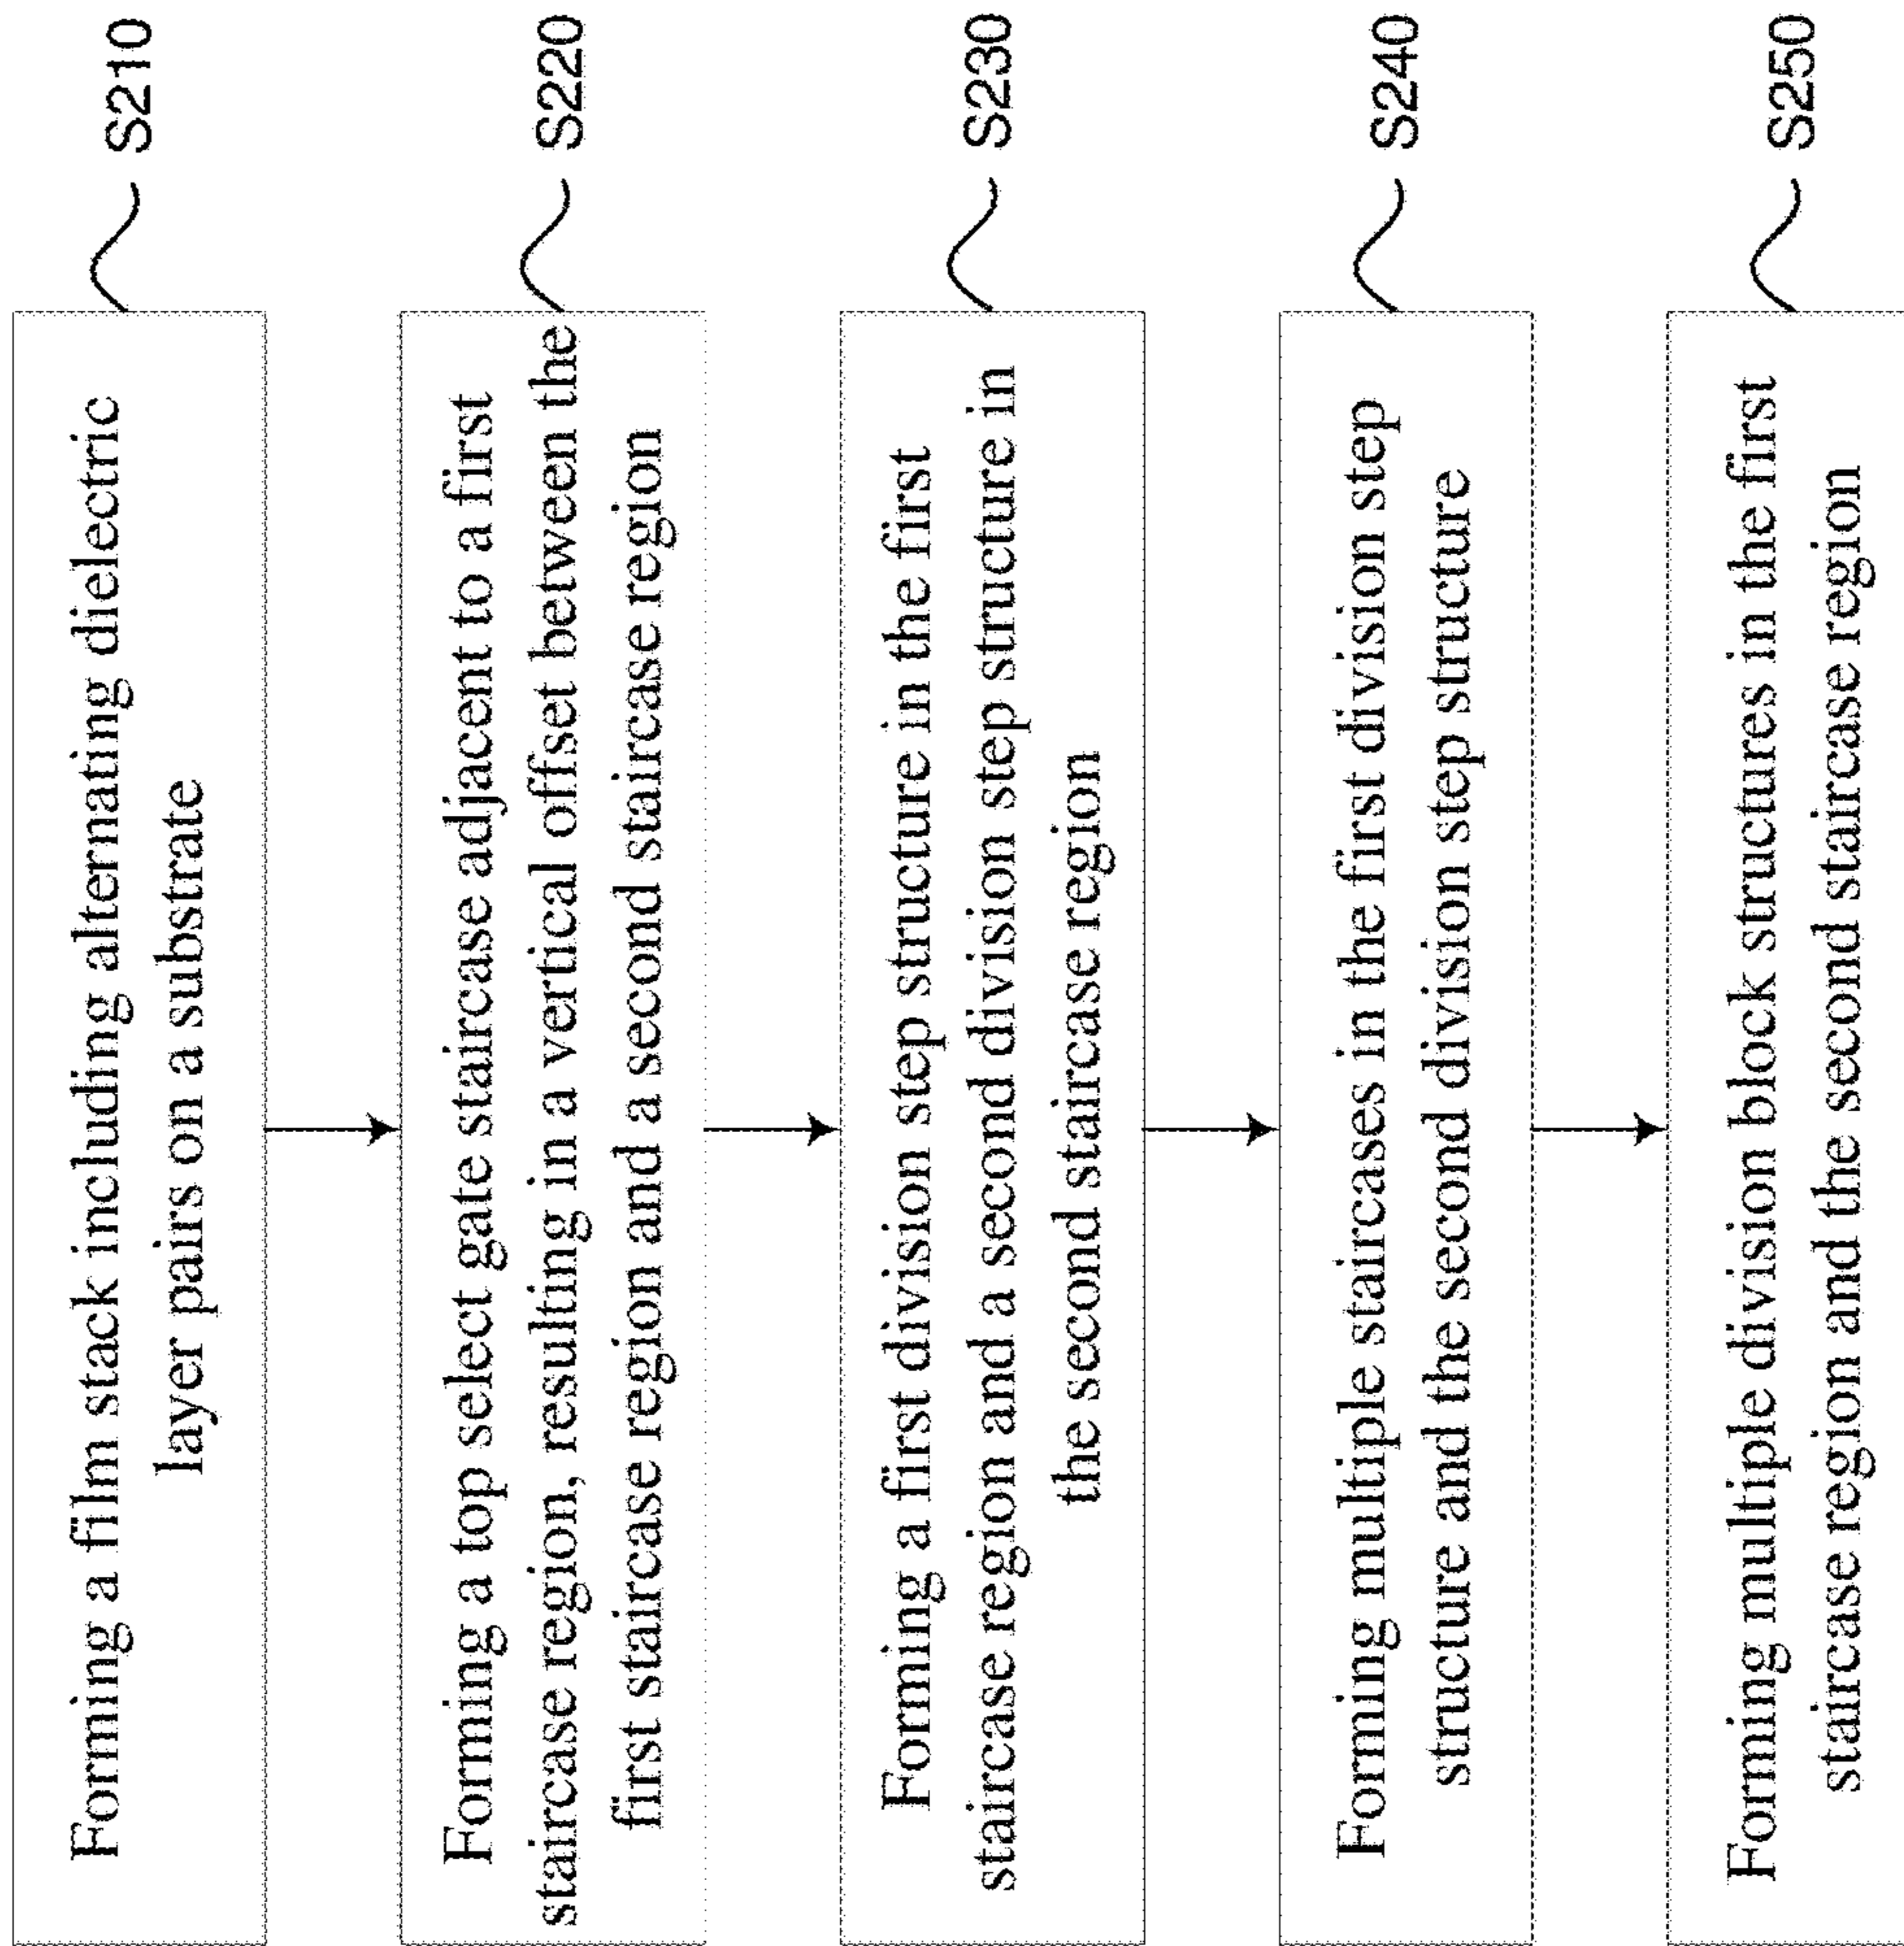 Forming a film stack including alternating dielectric
layer pairs on a substrate
S210
Forming a top select gate staircase adjacent to a first
staircase region, resulting in a vertical offset between the
first staircase region and a second staircase region
S220
Forming a first division step structure in the first
staircase region and a second division step structure in
the second staircase region
S230
Forming multiple staircases in the first division step
structure and the second division step structure
S240
Forming multiple division block structures in the first
staircase region and the second staircase region
S250